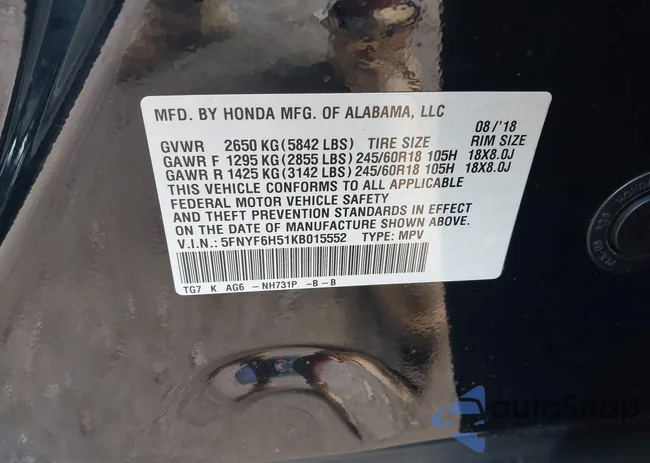 MFD. BY HONDA MFG. OF ALABAMA, LLC 08/'18
GVWR 2650 KG(5842 LBS) TIRE SIZE RIM SIZE
GAWR F 1295 KG(2855 LBS)245/60R18 105H 18X8.0J
GAWR R 1425 KG(3142 LBS)245/60R18 105H 18X8.0J
THIS VEHICLE CONFORMS TO ALL APPLICABLE
FEDERAL MOTOR VEHICLE SAFETY
AND THEFT PREVENTION STANDARDS IN EFFECT
ON THE DATE OF MANUFACTURE SHOWN ABOVE.
V.I.N.: 5FNYF6H51KB015552 TYPE: MPV
TG7 K AG6 -NH731P -B-B
HONDA
autoSnap